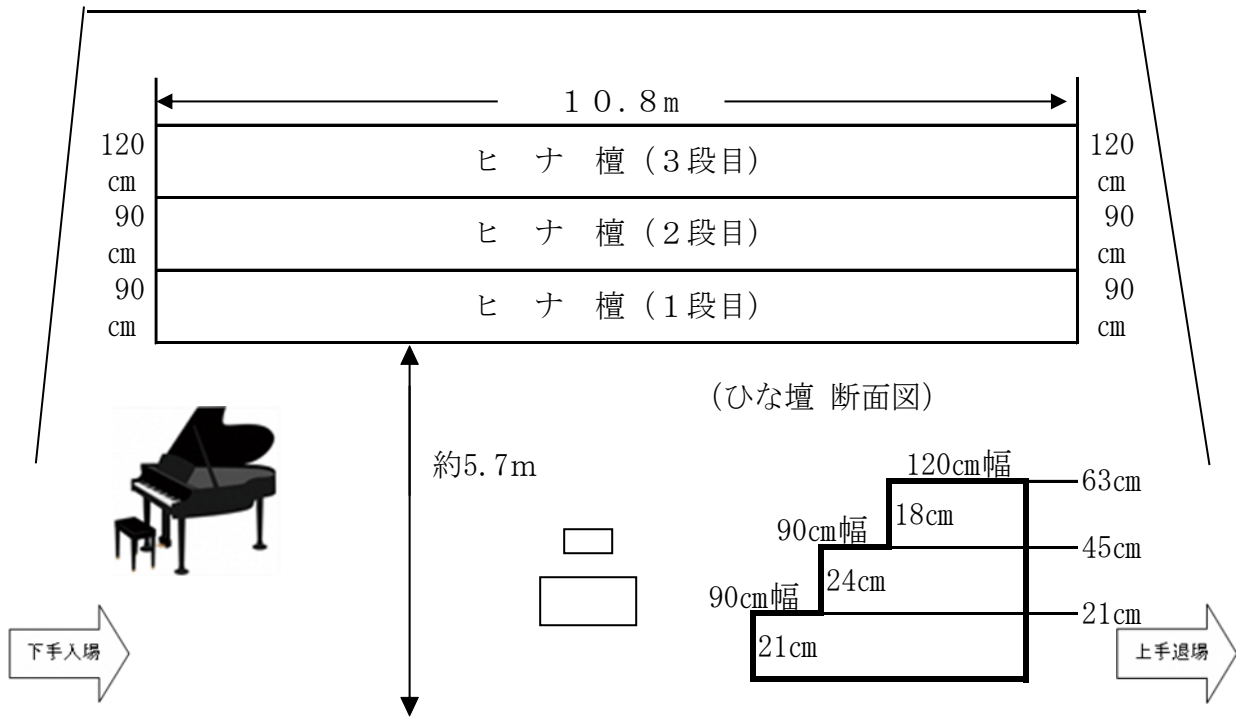 １０.８ｍ
120
cm
ヒ ナ 檀（３段目）
120
cm
90
cm
ヒ ナ 檀（２段目）
90
cm
90
cm
ヒ ナ 檀（１段目）
90
cm
（ひな壇 断面図）
約5.7ｍ
120cm幅
63cm
18cm
90cm幅
45cm
24cm
90cm幅
21cm
21cm
下手入場
上手退場